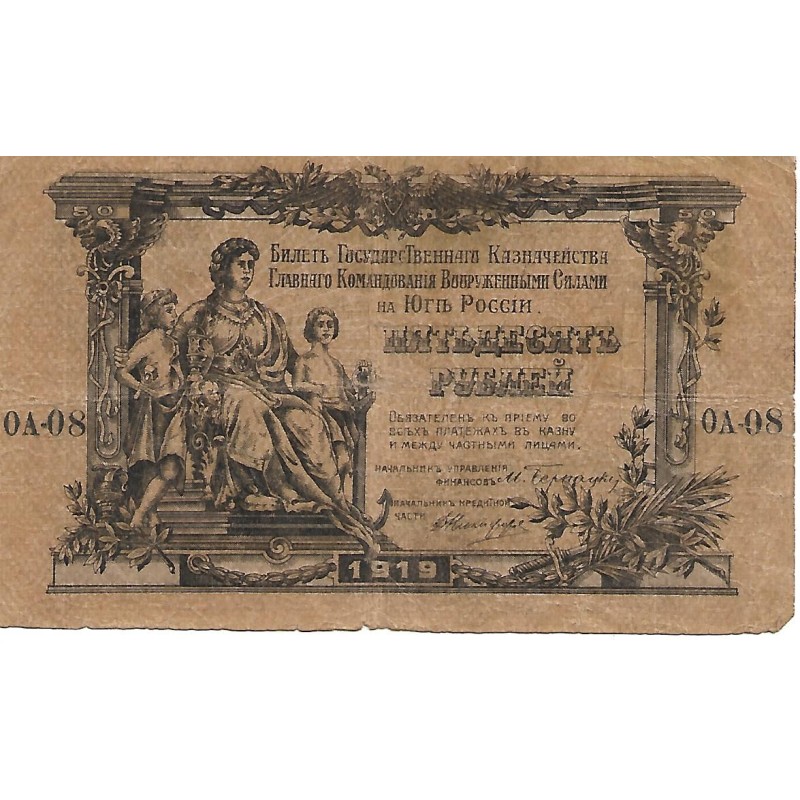 50 50
Билетъ Государственнаго Казначейства
Главнаго Командованія Вооруженными Силами
на Югѣ Россіи.
ПЯТЬДЕСЯТЪ
РУБЛЕЙ
ОА-08 ОА-08
Обязателенъ къ пріему во
всѣхъ платежахъ въ казну
и между частными лицами.
Начальникъ управленія
финансовъ
Начальникъ кредитной
части
1919